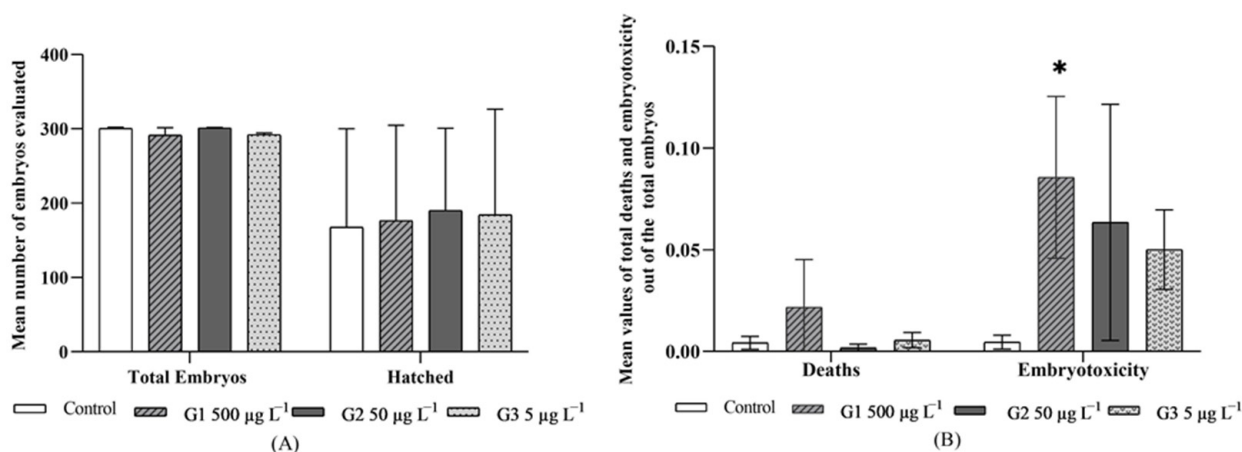 Mean number of embryos evaluated
400
300
200
100
0
Total Embryos Hatched
Control G1 500 µg L⁻¹ G2 50 µg L⁻¹ G3 5 µg L⁻¹
(A)
Mean values of total deaths and embryotoxicity
out of the total embryos
0.15
0.10
0.05
0.00
*
Deaths Embryotoxicity
Control G1 500 µg L⁻¹ G2 50 µg L⁻¹ G3 5 µg L⁻¹
(B)